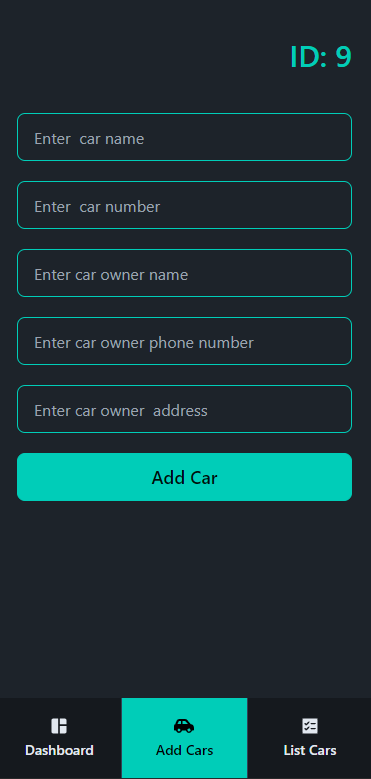 ID: 9
Enter  car name
Enter  car number
Enter car owner name
Enter car owner phone number
Enter car owner  address
Add Car
Dashboard
Add Cars
List Cars